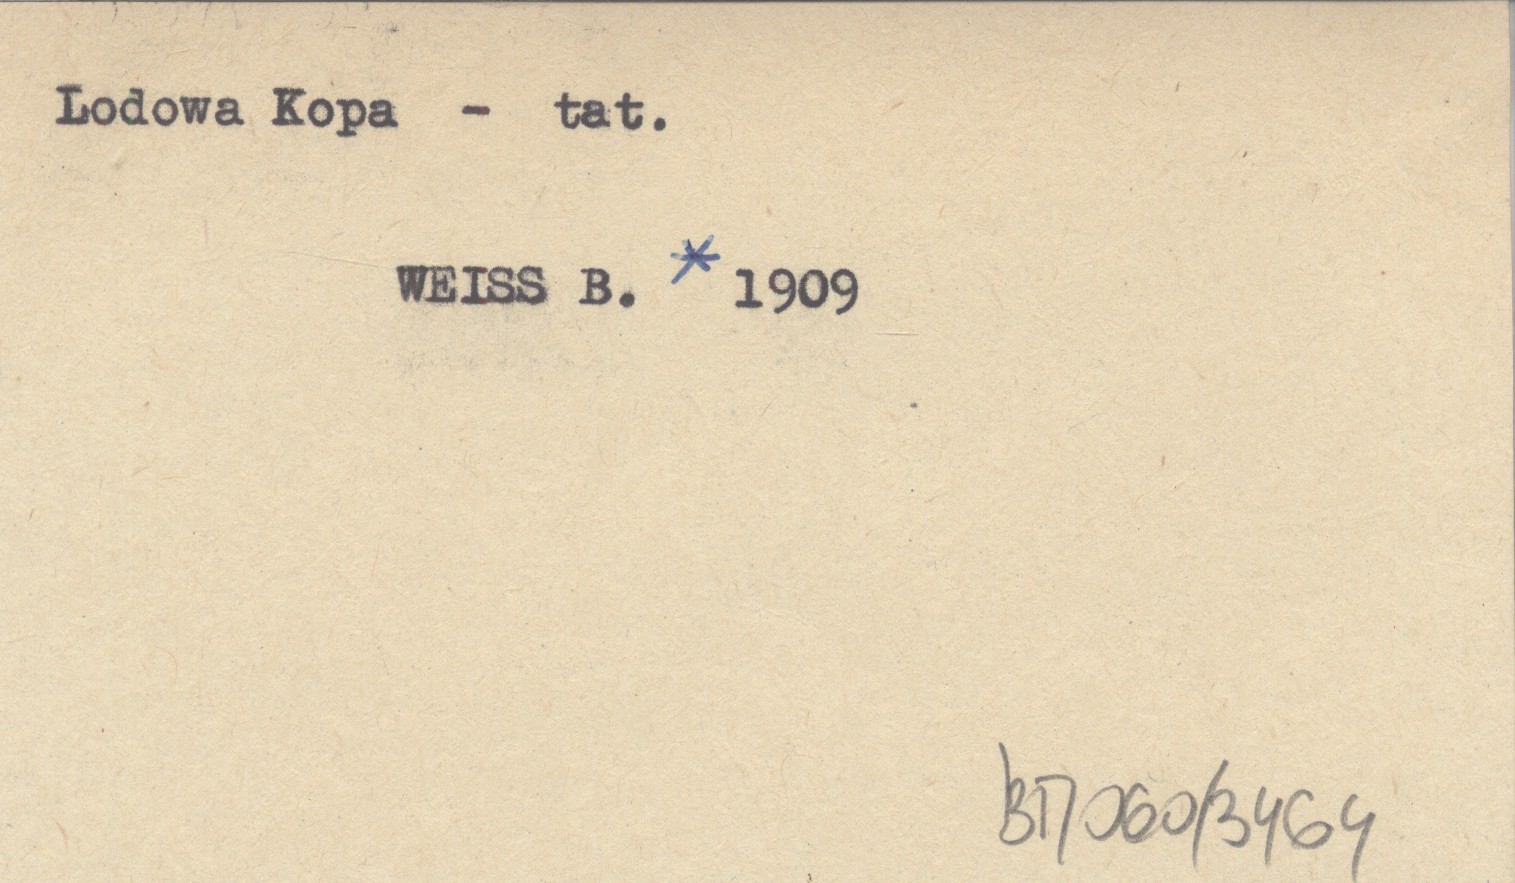 Lodowa Kopa - tat.
WEISS B. * 1909
BT/060/3464